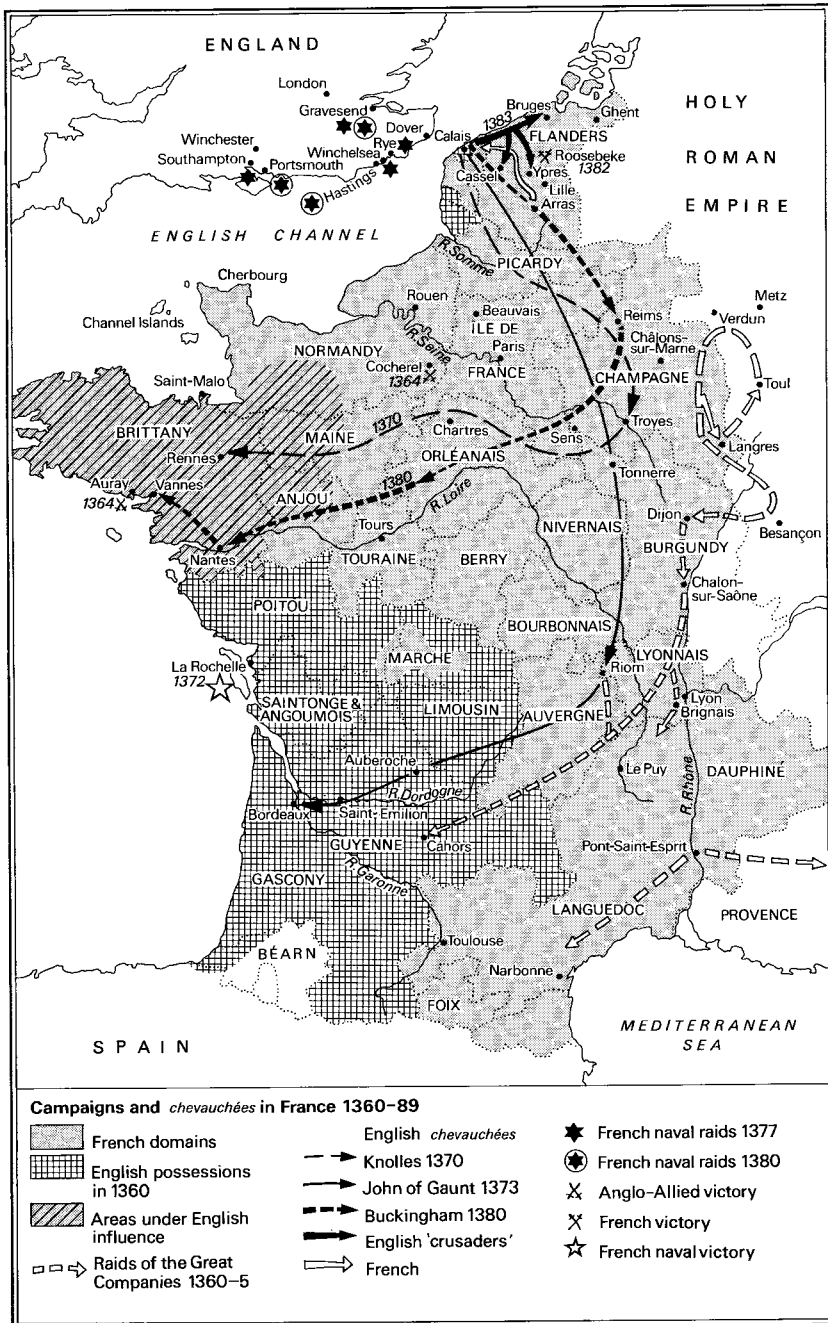 ENGLAND
London
Gravesend
Dover
Winchester
Rye
Winchelsea
Southampton
Portsmouth
Hastings
Calais
Bruges
Ghent
1383
FLANDERS
HOLY
ROMAN
EMPIRE
Cassel
Ypres
Roosebeke
1382
Lille
Arras
ENGLISH CHANNEL
R. Somme
PICARDY
Cherbourg
Channel Islands
Rouen
Beauvais
Reims
Metz
Verdun
R. Seine
ÎLE DE
FRANCE
Paris
Châlons-
sur-Marne
NORMANDY
Cocherel
1364
CHAMPAGNE
Toul
Saint-Malo
BRITTANY
MAINE
1370
Chartres
Sens
Troyes
Langres
Rennes
ORLÉANAIS
Tonnerre
Auray
1364
Vannes
ANJOU
1380
R. Loire
Dijon
Besançon
Tours
NIVERNAIS
BURGUNDY
Nantes
TOURAINE
BERRY
Chalon-
sur-Saône
POITOU
BOURBONNAIS
La Rochelle
1372
MARCHE
LYONNAIS
Riom
SAINTONGE &
ANGOUMOIS
LIMOUSIN
AUVERGNE
Lyon
Brignais
Auberoche
Le Puy
DAUPHINÉ
R. Dordogne
R. Rhône
Bordeaux
Saint-Emilion
GUYENNE
Cahors
Pont-Saint-Esprit
GASCONY
R. Garonne
LANGUEDOC
PROVENCE
Toulouse
BÉARN
Narbonne
FOIX
SPAIN
MEDITERRANEAN
SEA
Campaigns and chevauchées in France 1360–89
French domains
English possessions
in 1360
Areas under English
influence
Raids of the Great
Companies 1360–5
English chevauchées
Knolles 1370
John of Gaunt 1373
Buckingham 1380
English 'crusaders'
French
French naval raids 1377
French naval raids 1380
Anglo-Allied victory
French victory
French naval victory